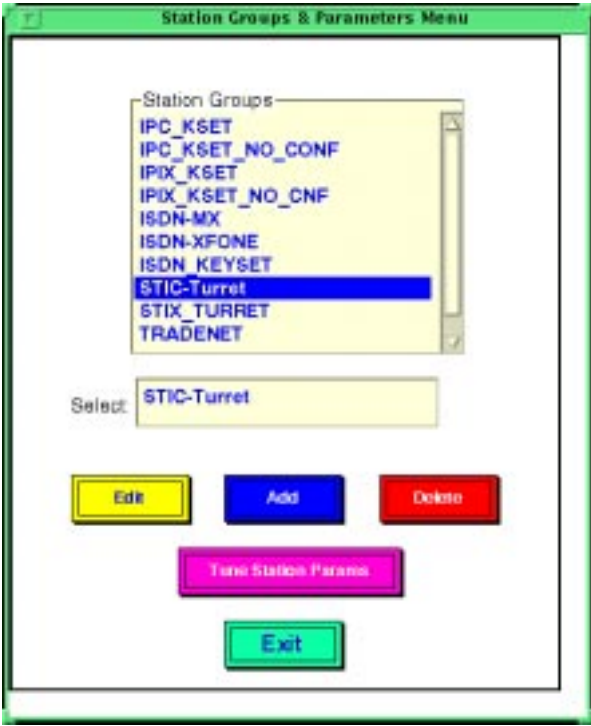 Station Groups & Parameters Menu
Station Groups
IPC_KSET
IPC_KSET_NO_CONF
IPIX_KSET
IPIX_KSET_NO_CNF
ISDN-MX
ISDN-XFONE
ISDN_KEYSET
STIC-Turret
STIX_TURRET
TRADENET
Select STIC-Turret
Edit Add Delete
Tune Station Params
Exit